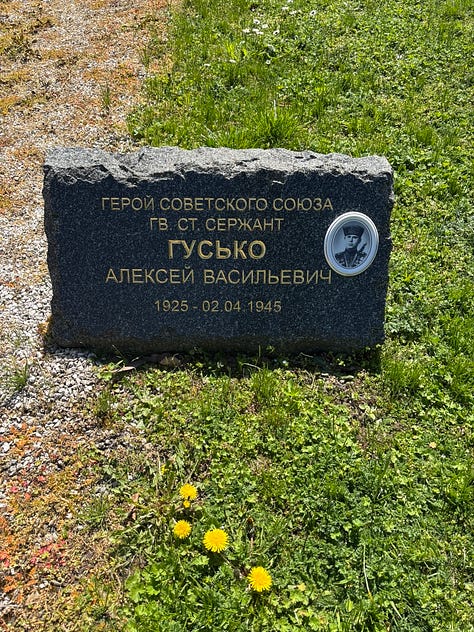 ГЕРОЙ СОВЕТСКОГО СОЮЗА
ГВ. СТ. СЕРЖАНТ
ГУСЬКО
АЛЕКСЕЙ ВАСИЛЬЕВИЧ
1925 - 02.04.1945